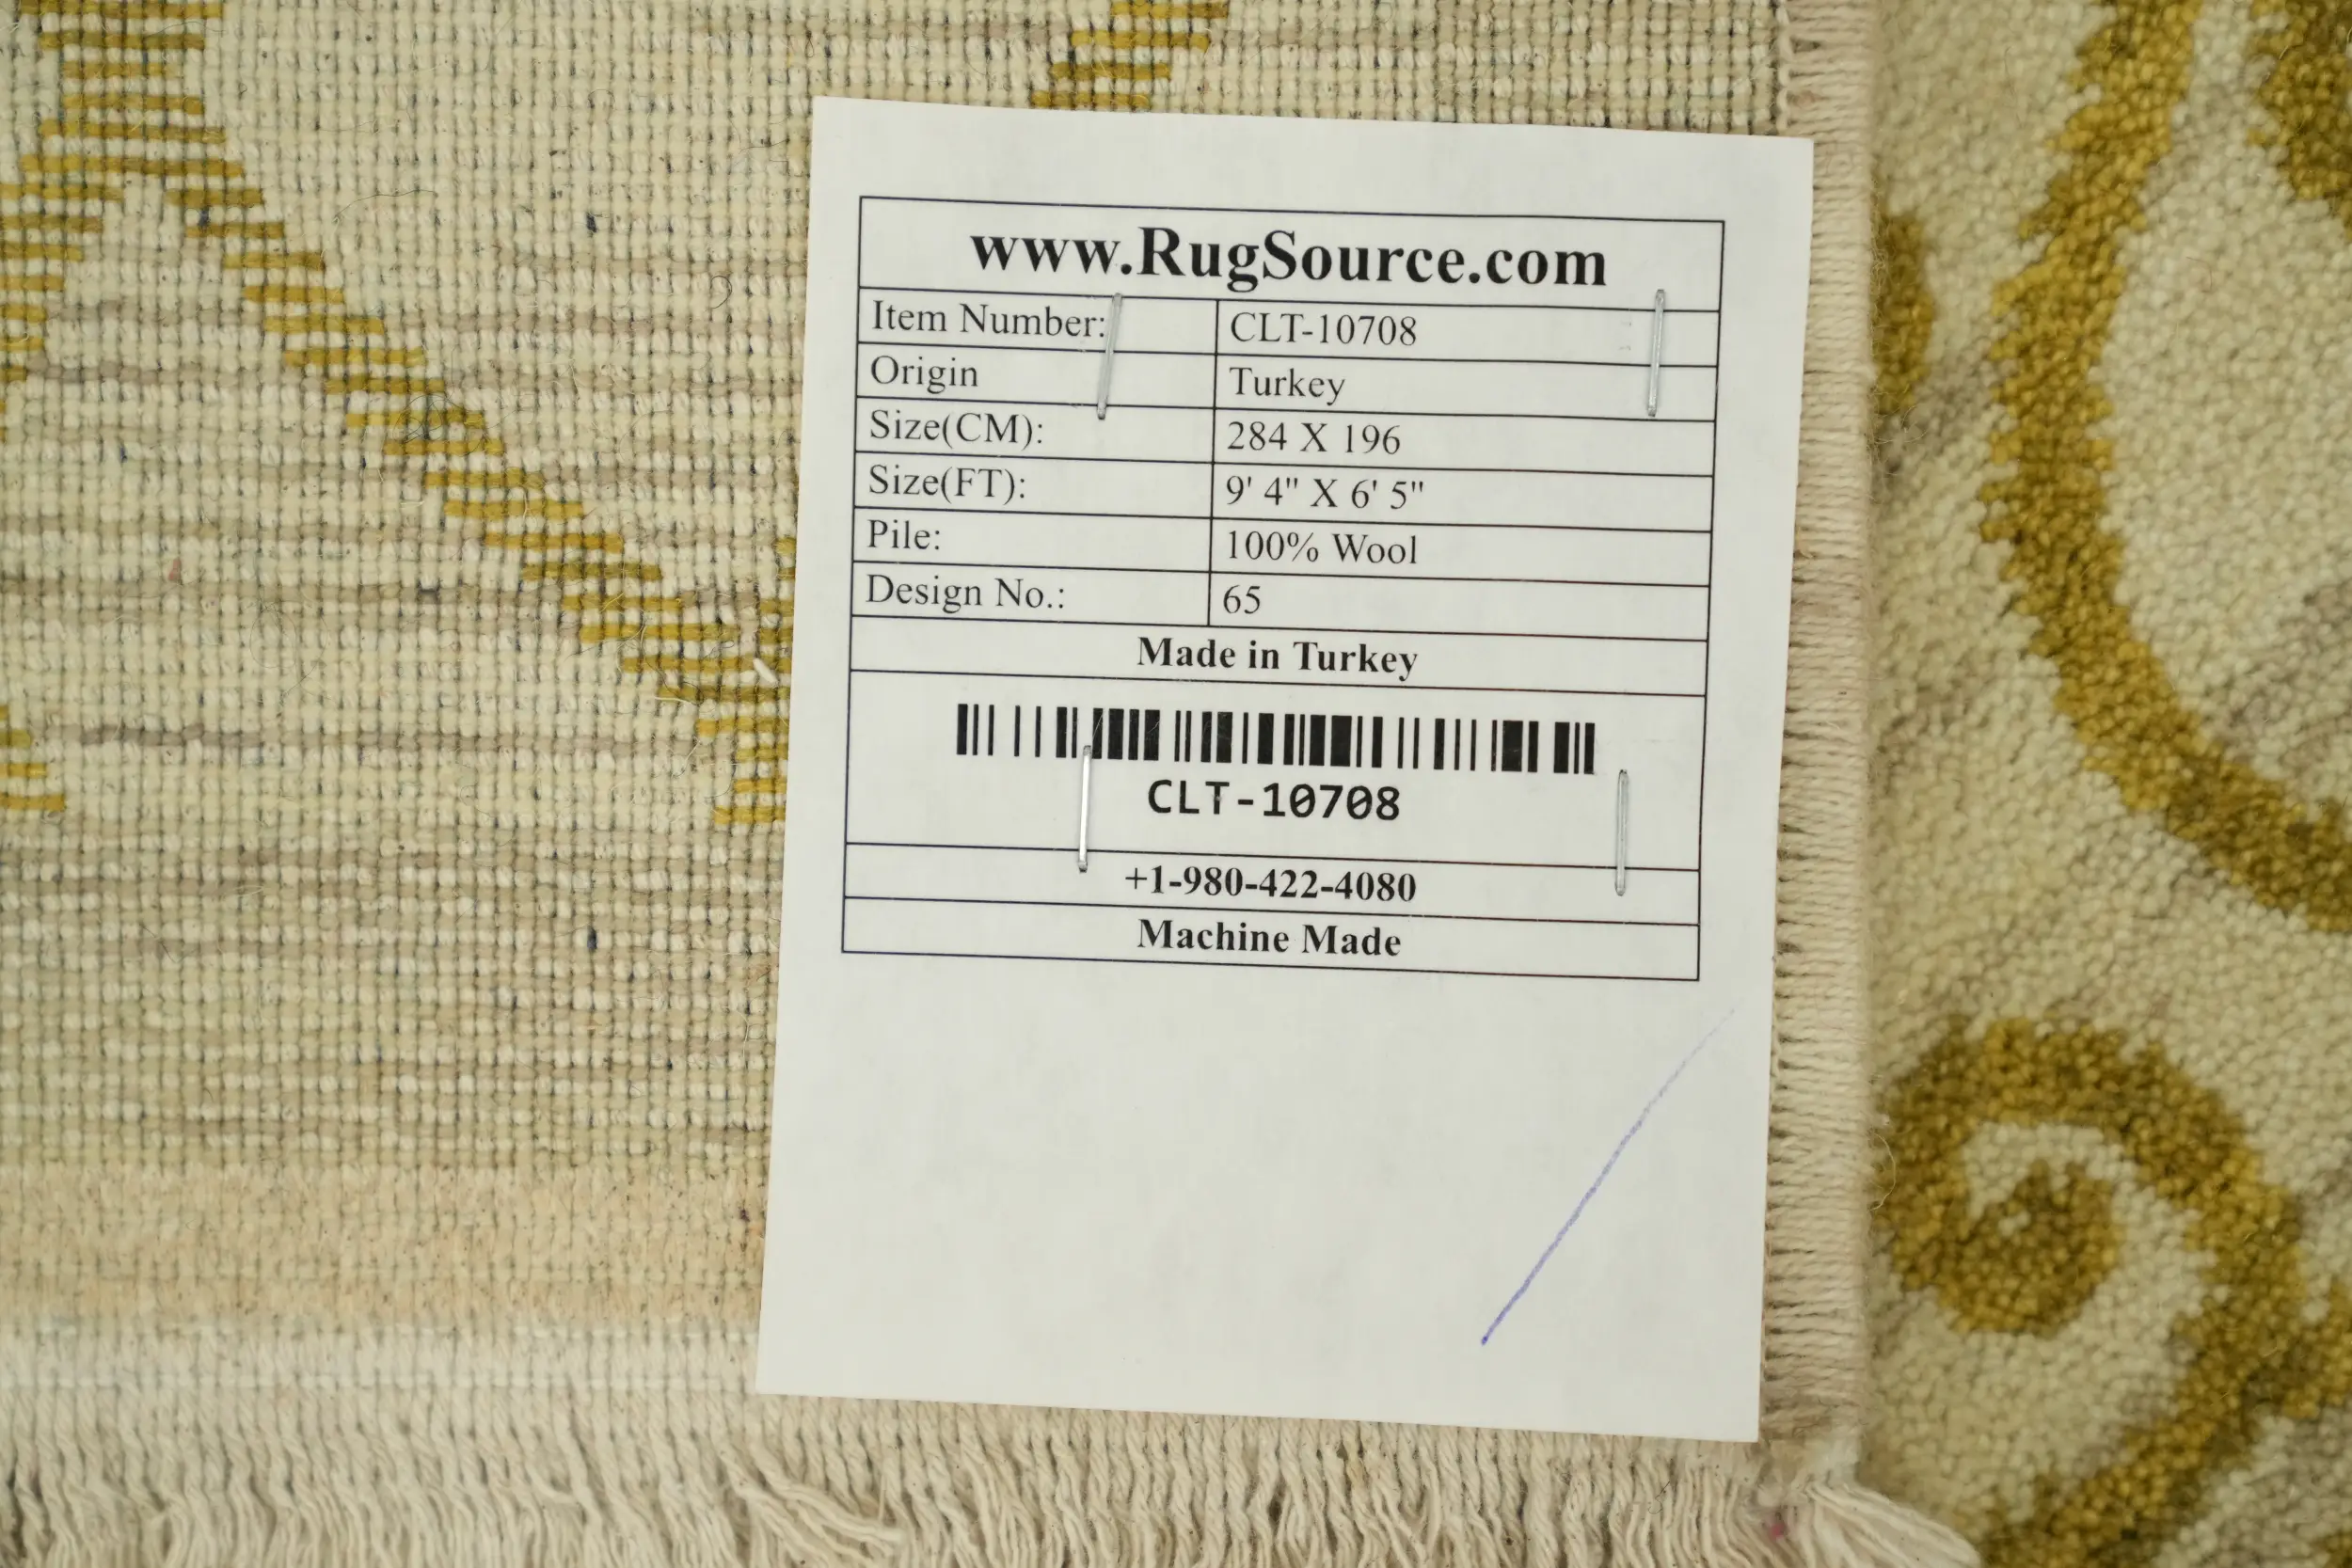 www.RugSource.com
Item Number: CLT-10708
Origin Turkey
Size(CM): 284 X 196
Size(FT): 9' 4" X 6' 5"
Pile: 100% Wool
Design No.: 65
Made in Turkey
CLT-10708
+1-980-422-4080
Machine Made